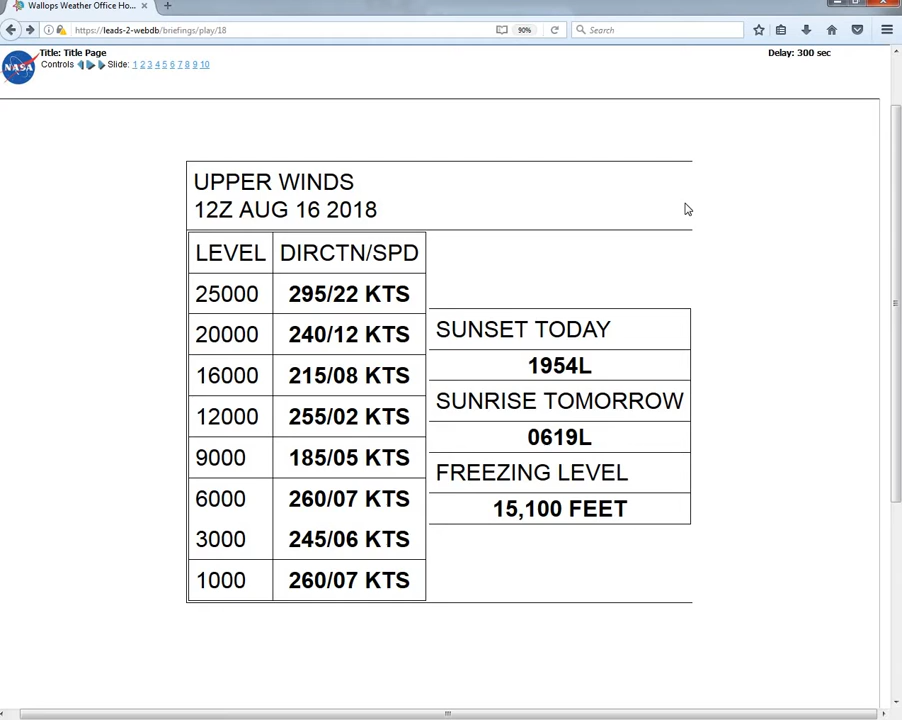 Wallops Weather Office Ho...
https://leads-2-webdb/briefings/play/18
90%
Search
NASA
Title: Title Page
Delay: 300 sec
Controls Slide: 1 2 3 4 5 6 7 8 9 10
UPPER WINDS
12Z AUG 16 2018
LEVEL DIRCTN/SPD
25000 295/22 KTS
20000 240/12 KTS
16000 215/08 KTS
12000 255/02 KTS
9000 185/05 KTS
6000 260/07 KTS
3000 245/06 KTS
1000 260/07 KTS
SUNSET TODAY
1954L
SUNRISE TOMORROW
0619L
FREEZING LEVEL
15,100 FEET